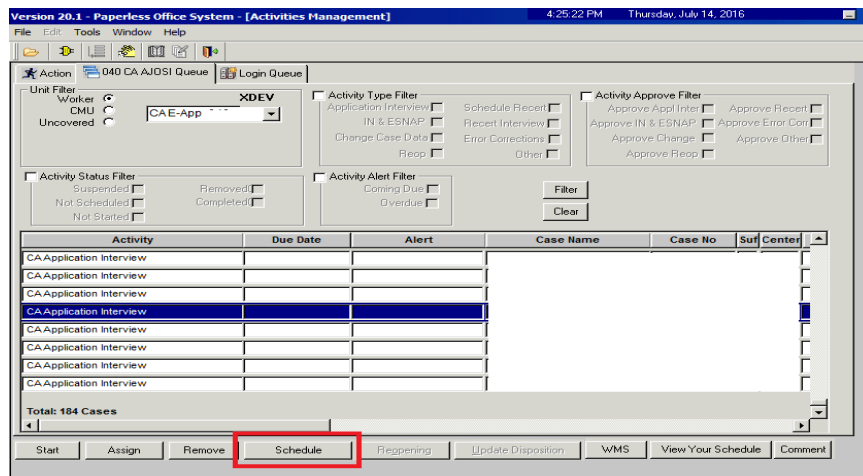 Version 20.1 - Paperless Office System - [Activities Management] 4:25:22 PM Thursday, July 14, 2016
File Edit Tools Window Help
Action 040 CA AJOSI Queue Login Queue
Unit Filter
Worker XDEV
CMU CAE-App
Uncovered
Activity Type Filter
Application Interview Schedule Recert
IN & ESNAP Recert Interview
Change Case Data Error Corrections
Reop Other
Activity Approve Filter
Approve Appl Inter Approve Recert
Approve IN & ESNAP Approve Error Corr
Approve Change Approve Other
Approve Reop
Activity Status Filter
Suspended Removed
Not Scheduled Completed
Not Started
Activity Alert Filter
Coming Due
Overdue
Filter
Clear
Activity Due Date Alert Case Name Case No Suf Center
CA Application Interview
CA Application Interview
CA Application Interview
CA Application Interview
CA Application Interview
CA Application Interview
CA Application Interview
CA Application Interview
Total: 184 Cases
Start Assign Remove Schedule Reopening Update Disposition WMS View Your Schedule Comment